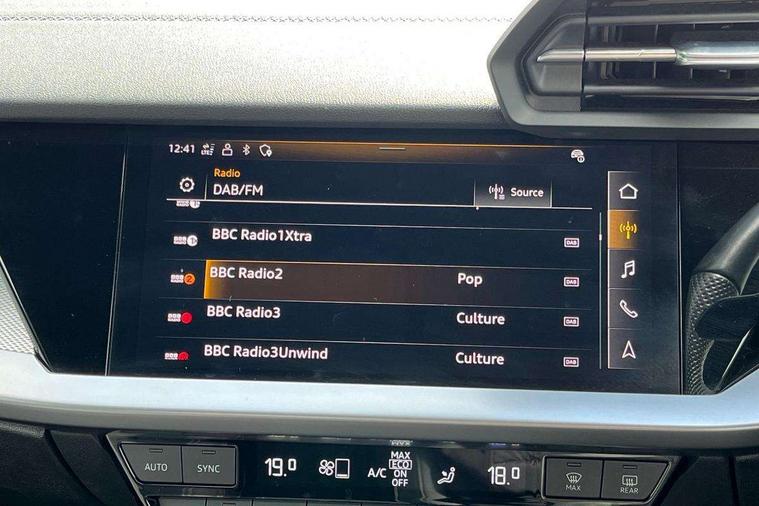 12:41 LTE
Radio
DAB/FM
Source
BBC Radio1Xtra DAB
BBC Radio2 Pop DAB
BBC Radio3 Culture DAB
BBC Radio3Unwind Culture DAB
AUTO SYNC 19.0 A/C MAX ECO ON OFF 18.0 MAX REAR